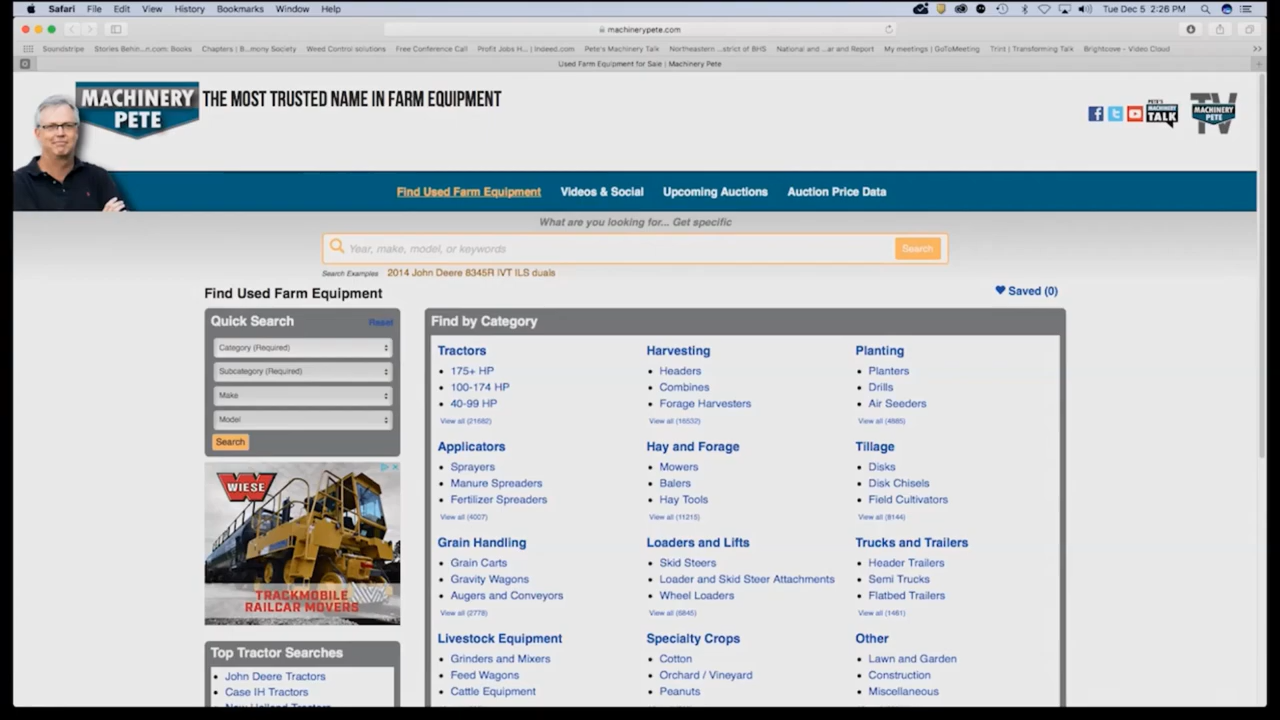 Safari File Edit View History Bookmarks Window Help
Tue Dec 5 2:26 PM
machinerypete.com
Soundstripe Stories Behin...n.com: Books Chapters | B...mony Society Weed Control solutions Free Conference Call Profit Jobs H... | Indeed.com Pete's Machinery Talk Northeastern ...strict of BHS National and ...ar and Report My meetings | GoToMeeting Trint | Transforming Talk Brightcove - Video Cloud
Used Farm Equipment for Sale | Machinery Pete
MACHINERY
PETE
THE MOST TRUSTED NAME IN FARM EQUIPMENT
PETE'S
MACHINERY
TALK
TV
MACHINERY
PETE
Find Used Farm Equipment Videos & Social Upcoming Auctions Auction Price Data
What are you looking for... Get specific
Year, make, model, or keywords
Search
Search Examples 2014 John Deere 8345R IVT ILS duals
Find Used Farm Equipment
Saved (0)
Quick Search Reset
Category (Required)
Subcategory (Required)
Make
Model
Search
WIESE
TRACKMOBILE
RAILCAR MOVERS
Top Tractor Searches
John Deere Tractors
Case IH Tractors
New Holland Tractors
Find by Category
Tractors
175+ HP
100-174 HP
40-99 HP
View all (21682)
Harvesting
Headers
Combines
Forage Harvesters
View all (16532)
Planting
Planters
Drills
Air Seeders
View all (4885)
Applicators
Sprayers
Manure Spreaders
Fertilizer Spreaders
View all (4007)
Hay and Forage
Mowers
Balers
Hay Tools
View all (11215)
Tillage
Disks
Disk Chisels
Field Cultivators
View all (8144)
Grain Handling
Grain Carts
Gravity Wagons
Augers and Conveyors
View all (2778)
Loaders and Lifts
Skid Steers
Loader and Skid Steer Attachments
Wheel Loaders
View all (6845)
Trucks and Trailers
Header Trailers
Semi Trucks
Flatbed Trailers
View all (1461)
Livestock Equipment
Grinders and Mixers
Feed Wagons
Cattle Equipment
Specialty Crops
Cotton
Orchard / Vineyard
Peanuts
Other
Lawn and Garden
Construction
Miscellaneous